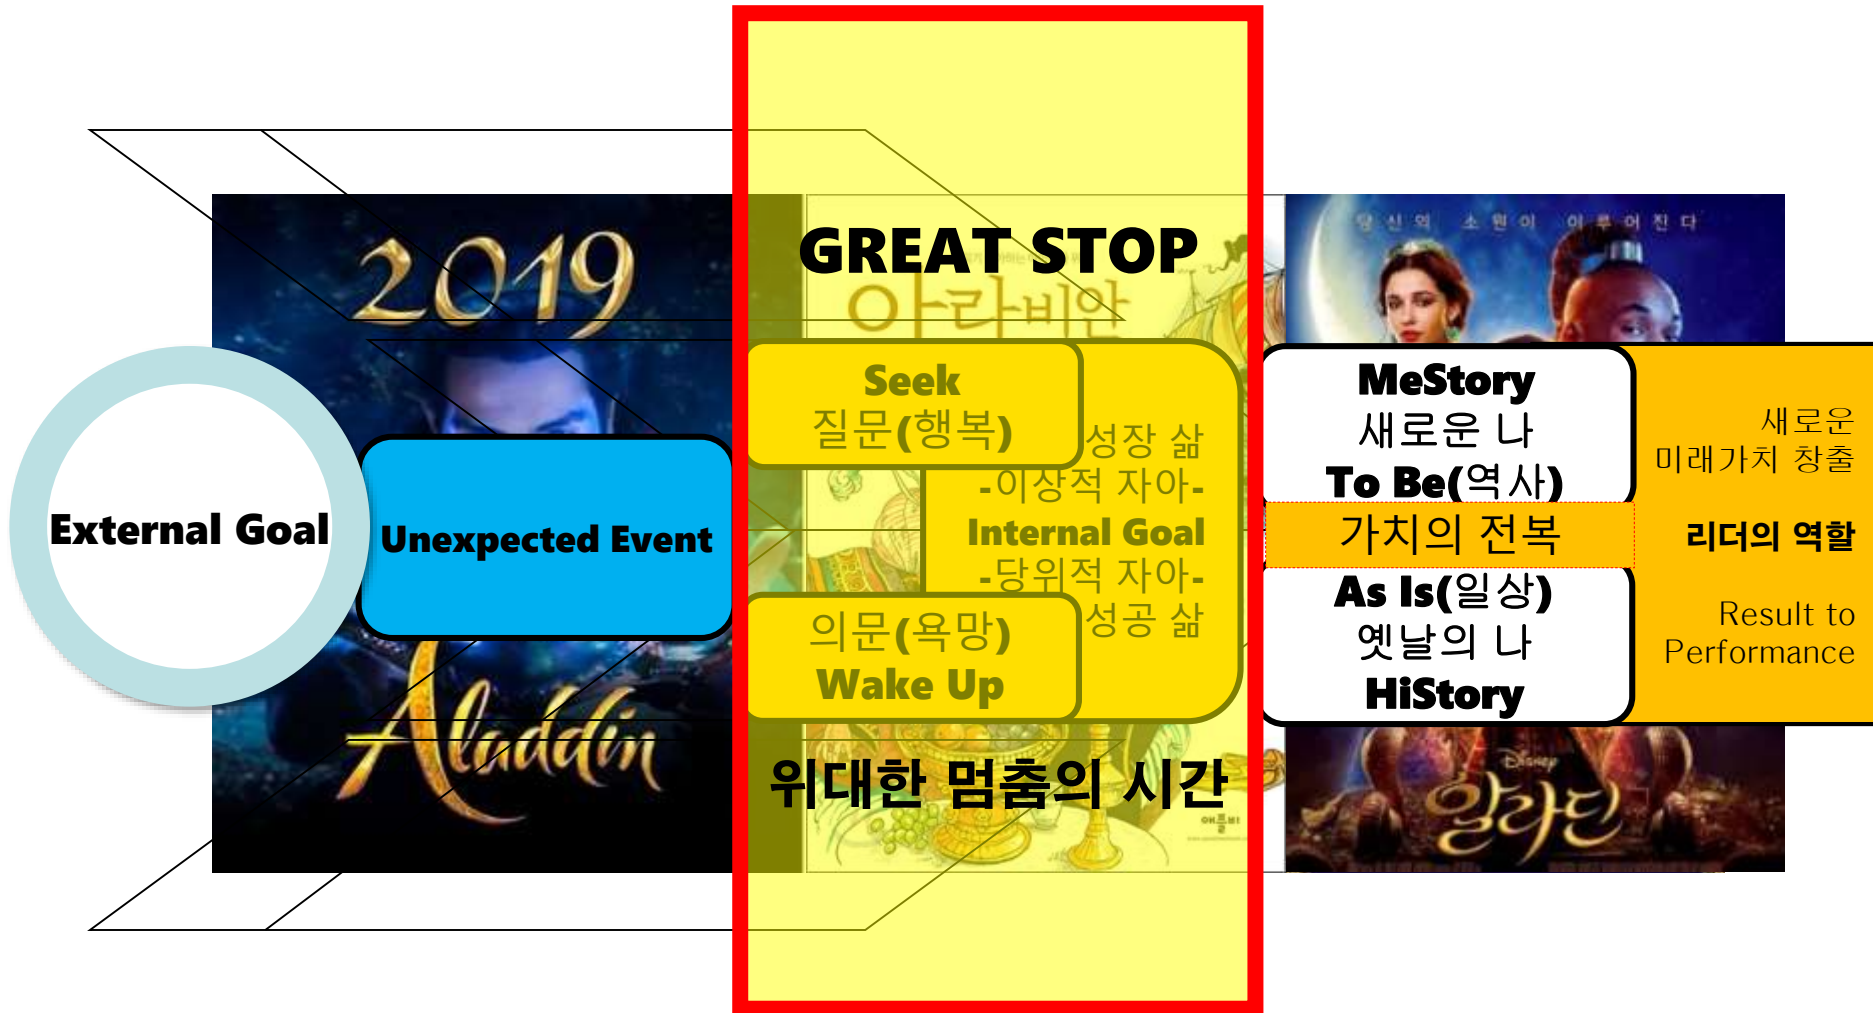 External Goal
2019
Aladdin
Unexpected Event
GREAT STOP
아라비안
Seek
질문(행복)
성장 삶
-이상적 자아-
Internal Goal
-당위적 자아-
성공 삶
의문(욕망)
Wake Up
위대한 멈춤의 시간
애플비
당신의 소원이 이루어진다
MeStory
새로운 나
To Be(역사)
가치의 전복
As Is(일상)
옛날의 나
HiStory
새로운
미래가치 창출
리더의 역할
Result to
Performance
Disney
알라딘